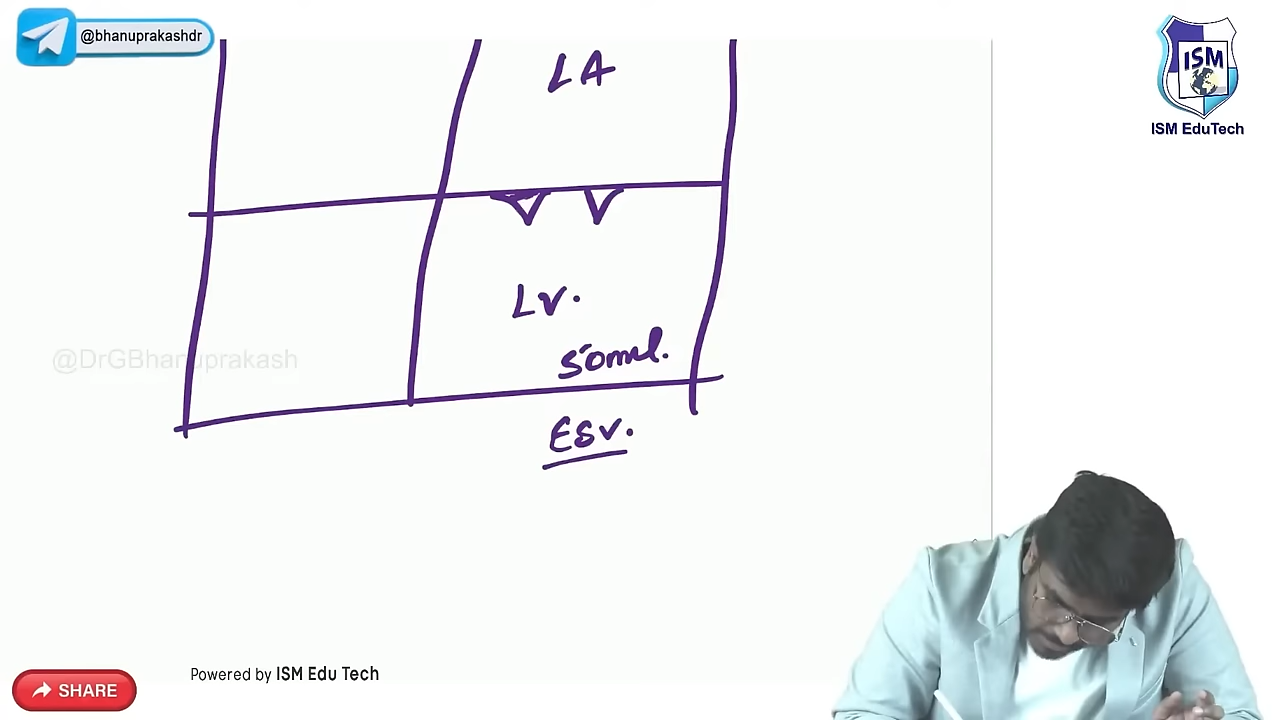 @bhanuprakashdr
LA
ISM
ISM EduTech
LV.
@DrGBhanuprakash
50ml.
ESV.
Powered by ISM Edu Tech
SHARE